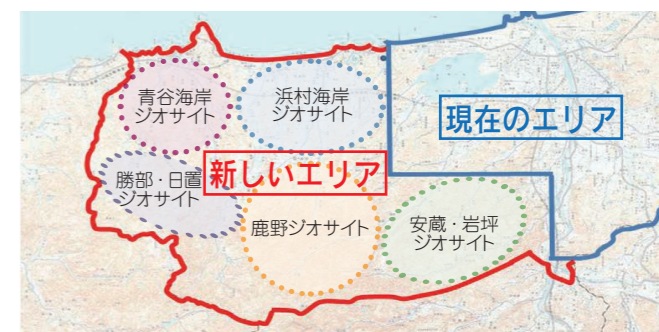 青谷海岸
ジオサイト
浜村海岸
ジオサイト
現在のエリア
勝部・日置
ジオサイト
新しいエリア
鹿野ジオサイト
安蔵・岩坪
ジオサイト